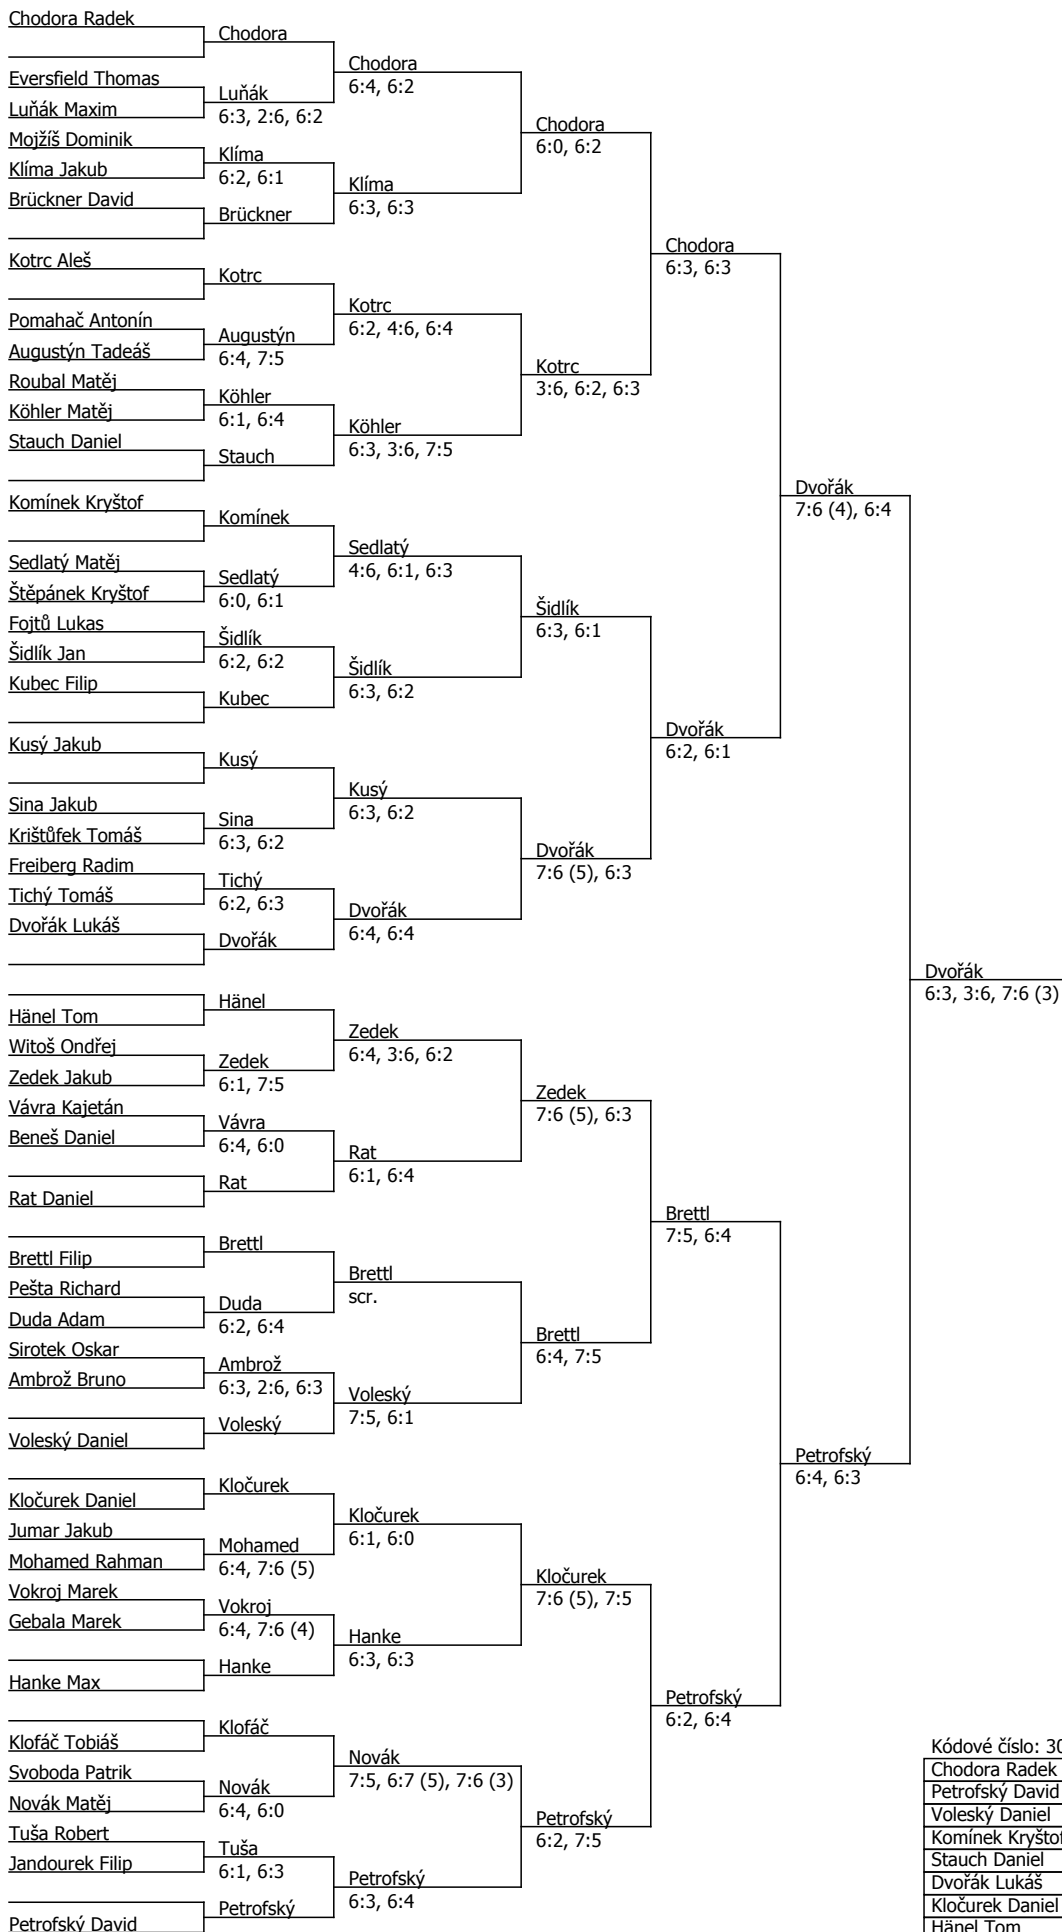 Chodora Radek
Chodora
Chodora
6:4, 6:2
Eversfield Thomas
Luňák Maxim
Luňák
6:3, 2:6, 6:2
Chodora
6:0, 6:2
Mojžíš Dominik
Klíma Jakub
Klíma
6:2, 6:1
Klíma
6:3, 6:3
Brückner David
Brückner
Chodora
6:3, 6:3
Kotrc Aleš
Kotrc
Kotrc
6:2, 4:6, 6:4
Pomahač Antonín
Augustýn Tadeáš
Augustýn
6:4, 7:5
Kotrc
3:6, 6:2, 6:3
Roubal Matěj
Köhler Matěj
Köhler
6:1, 6:4
Köhler
6:3, 3:6, 7:5
Stauch Daniel
Stauch
Dvořák
7:6 (4), 6:4
Komínek Kryštof
Komínek
Sedlatý
4:6, 6:1, 6:3
Sedlatý Matěj
Štěpánek Kryštof
Sedlatý
6:0, 6:1
Šidlík
6:3, 6:1
Fojtů Lukas
Šidlík Jan
Šidlík
6:2, 6:2
Šidlík
6:3, 6:2
Kubec Filip
Kubec
Dvořák
6:2, 6:1
Kusý Jakub
Kusý
Kusý
6:3, 6:2
Sina Jakub
Krištůfek Tomáš
Sina
6:3, 6:2
Dvořák
7:6 (5), 6:3
Freiberg Radim
Tichý Tomáš
Tichý
6:2, 6:3
Dvořák
6:4, 6:4
Dvořák Lukáš
Dvořák
Dvořák
6:3, 3:6, 7:6 (3)
Hänel Tom
Hänel
Zedek
6:4, 3:6, 6:2
Witoš Ondřej
Zedek Jakub
Zedek
6:1, 7:5
Zedek
7:6 (5), 6:3
Vávra Kajetán
Beneš Daniel
Vávra
6:4, 6:0
Rat
6:1, 6:4
Rat Daniel
Rat
Brettl
7:5, 6:4
Brettl Filip
Brettl
Brettl
scr.
Pešta Richard
Duda Adam
Duda
6:2, 6:4
Brettl
6:4, 7:5
Sirotek Oskar
Ambrož Bruno
Ambrož
6:3, 2:6, 6:3
Voleský
7:5, 6:1
Voleský Daniel
Voleský
Petrofský
6:4, 6:3
Kločurek Daniel
Kločurek
Kločurek
6:1, 6:0
Jumar Jakub
Mohamed Rahman
Mohamed
6:4, 7:6 (5)
Kločurek
7:6 (5), 7:5
Vokroj Marek
Gebala Marek
Vokroj
6:4, 7:6 (4)
Hanke
6:3, 6:3
Hanke Max
Hanke
Petrofský
6:2, 6:4
Klofáč Tobiáš
Klofáč
Novák
7:5, 6:7 (5), 7:6 (3)
Svoboda Patrik
Novák Matěj
Novák
6:4, 6:0
Petrofský
6:2, 7:5
Tuša Robert
Jandourek Filip
Tuša
6:1, 6:3
Petrofský
6:3, 6:4
Petrofský David
Petrofský
Kódové číslo: 30
Chodora Radek
Petrofský David
Voleský Daniel
Komínek Kryštof
Stauch Daniel
Dvořák Lukáš
Kločurek Daniel
Hänel Tom